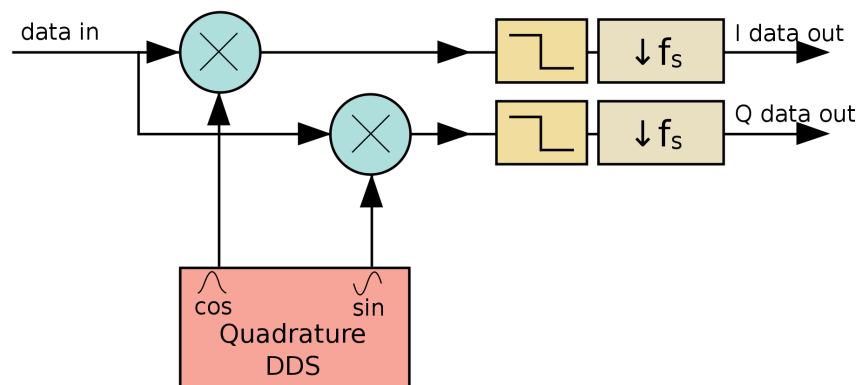 data in
I data out
↓fs
Q data out
↓fs
cos
sin
Quadrature
DDS